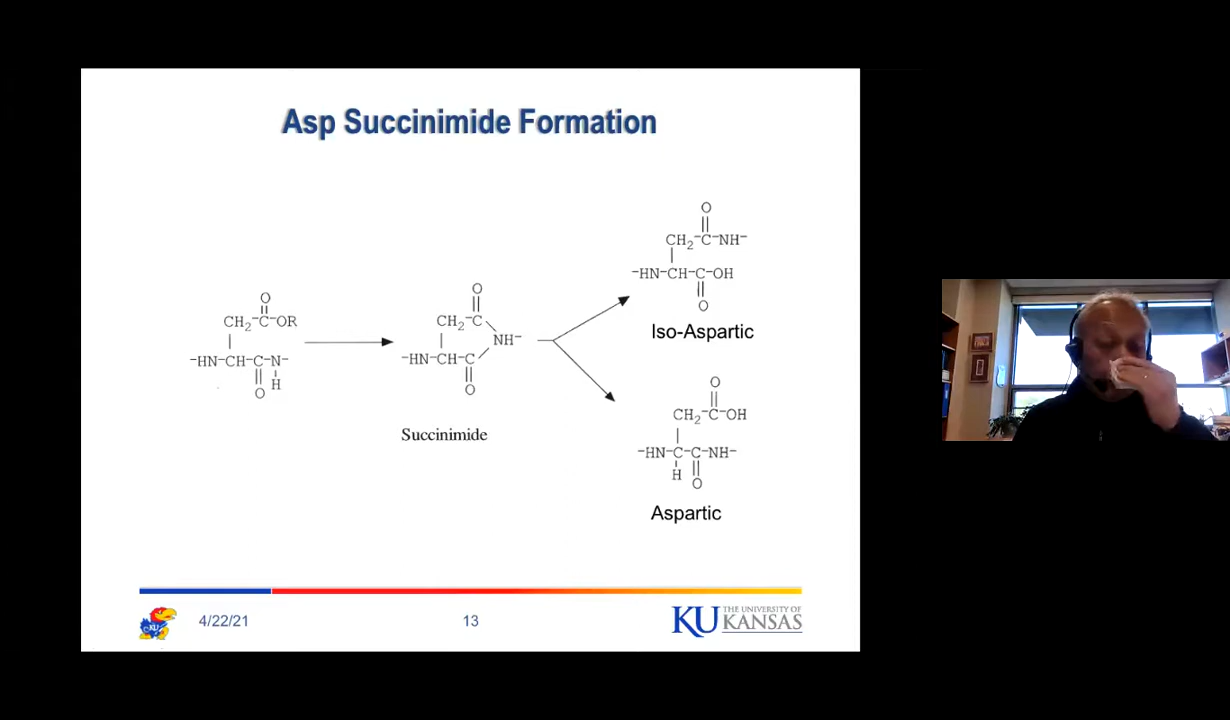 Asp Succinimide Formation
O
CH2-C-OR
-HN-CH-C-N-
O H
O
CH2-C
NH-
-HN-CH-C
O
Succinimide
O
CH2-C-NH-
-HN-CH-C-OH
O
Iso-Aspartic
O
CH2-C-OH
-HN-C-C-NH-
H O
Aspartic
4/22/21
13
KU THE UNIVERSITY OF
KANSAS
KU